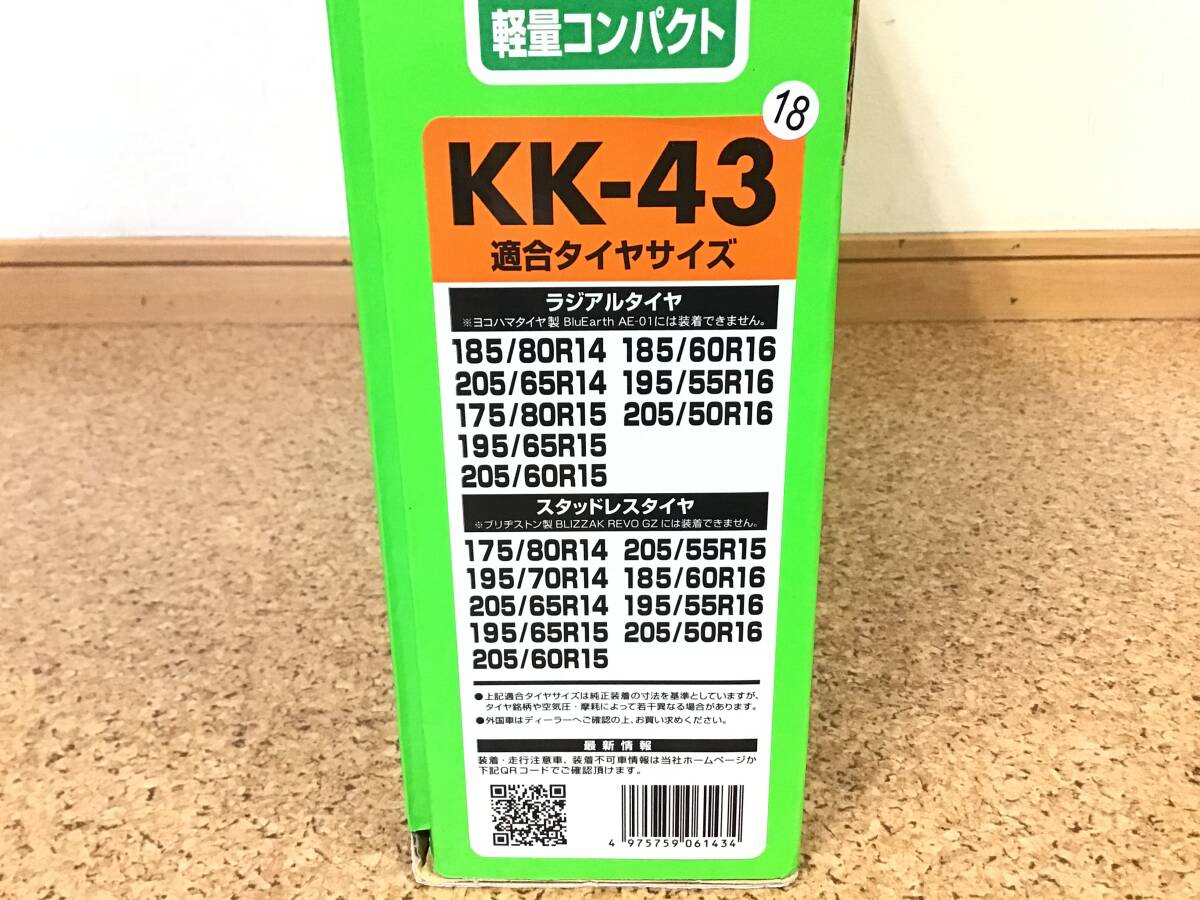 軽量コンパクト
18
KK-43
適合タイヤサイズ
ラジアルタイヤ
※ヨコハマタイヤ製 BluEarth AE-01には装着できません。
185/80R14 185/60R16
205/65R14 195/55R16
175/80R15 205/50R16
195/65R15
205/60R15
スタッドレスタイヤ
※ブリヂストン製 BLIZZAK REVO GZ には装着できません。
175/80R14 205/55R15
195/70R14 185/60R16
205/65R14 195/55R16
195/65R15 205/50R16
205/60R15
●上記適合タイヤサイズは純正装着の寸法を基準としていますが、
タイヤ銘柄や空気圧・摩耗によって若干異なる場合があります。
●外国車はディーラーへご確認の上、お買い求めください。
最新情報
装着・走行注意車、装着不可車情報は当社ホームページか
下記QRコードでご確認頂けます。
4 975759 061434